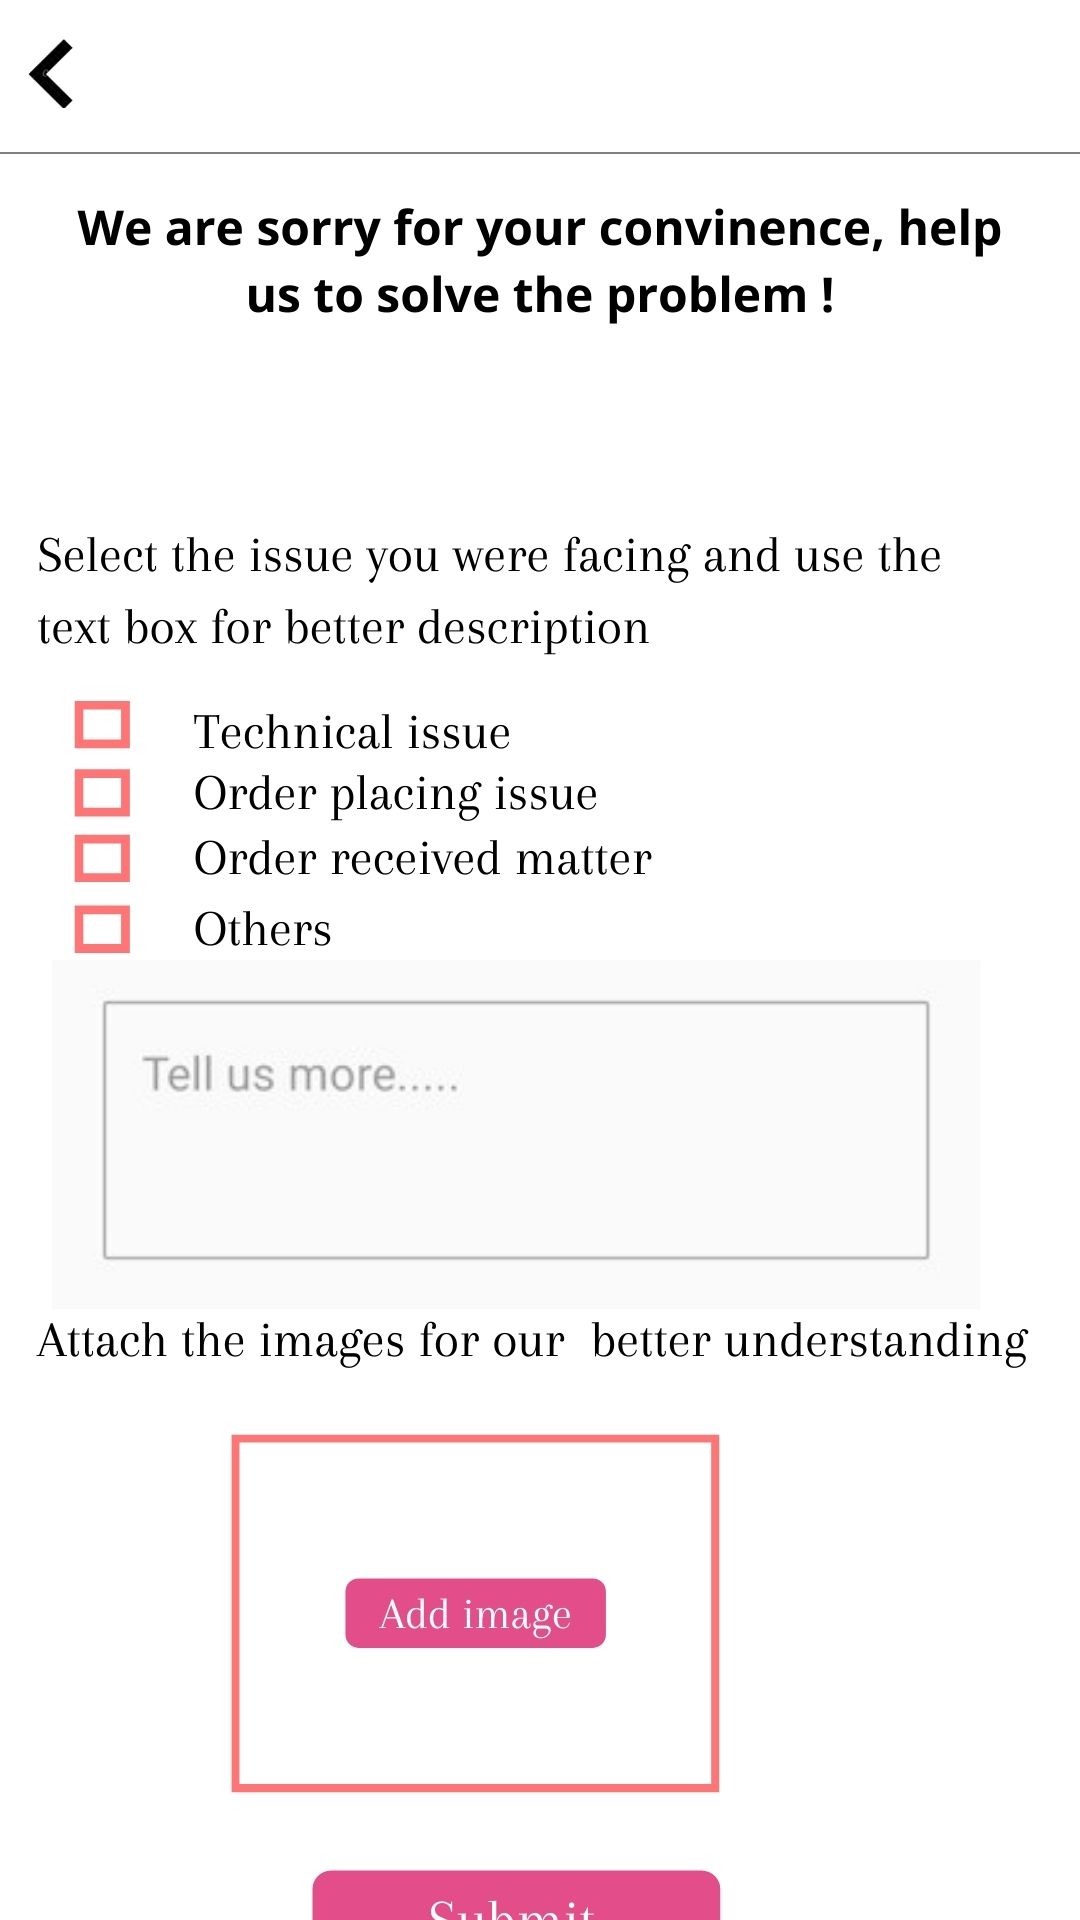 We are sorry for your convinence, help
us to solve the problem !
Select the issue you were facing and use the
text box for better description
Technical issue
Order placing issue
Order received matter
Others
Tell us more.....
Attach the images for our  better understanding
Add image
Submit